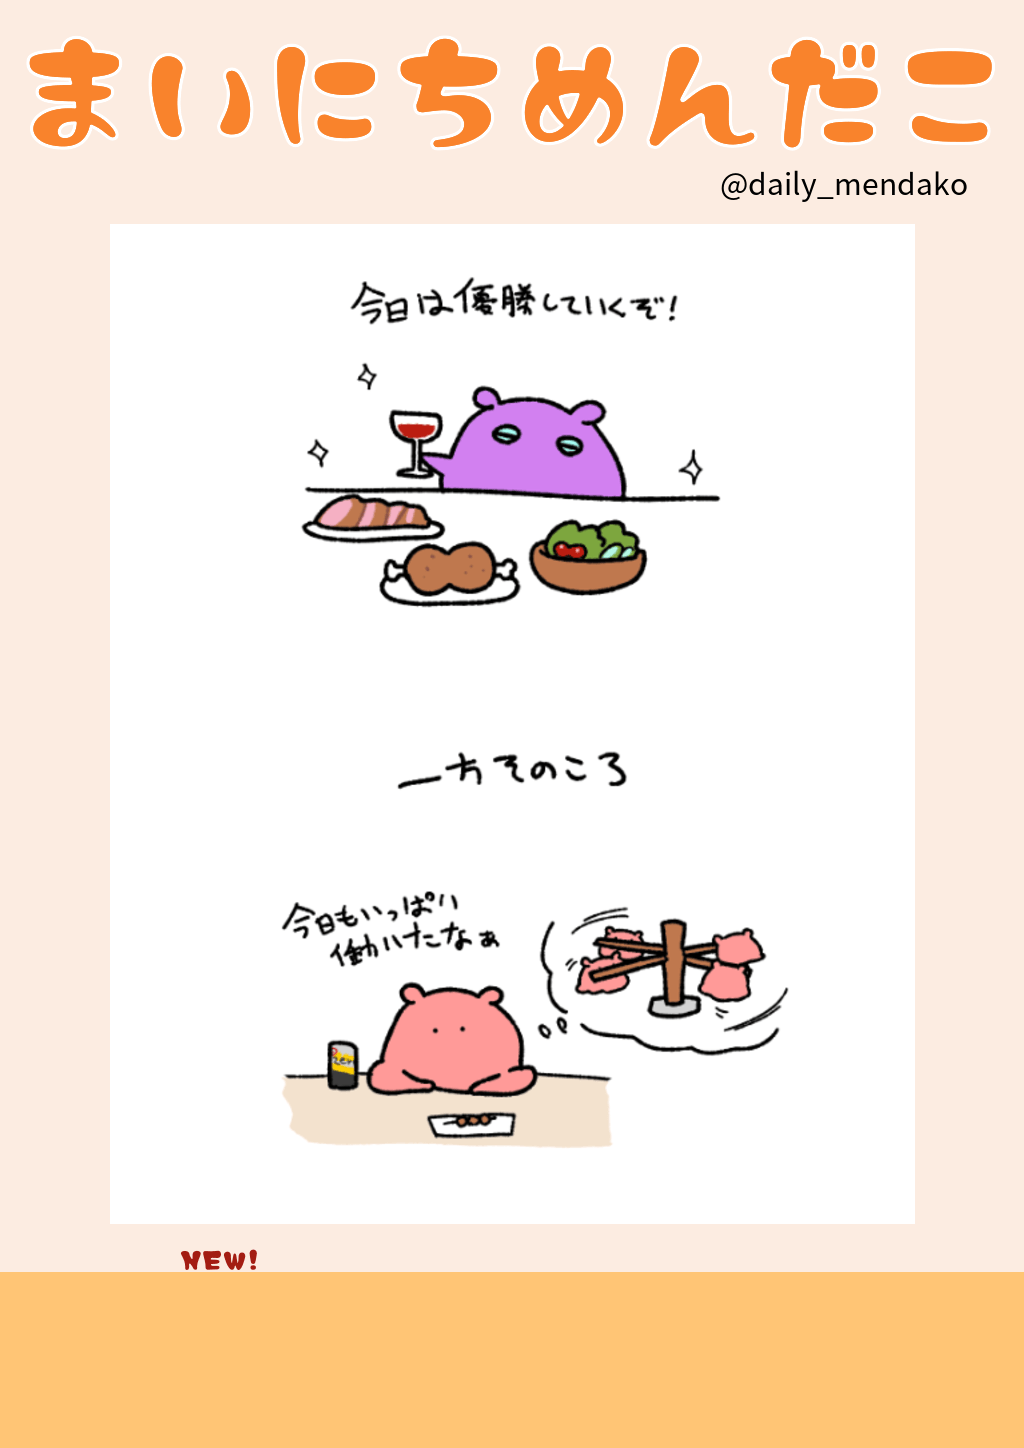 まいにちめんだこ
@daily_mendako
今日は優勝していくぞ!
一方そのころ
今日もいっぱい
働いたなぁ
NEW!